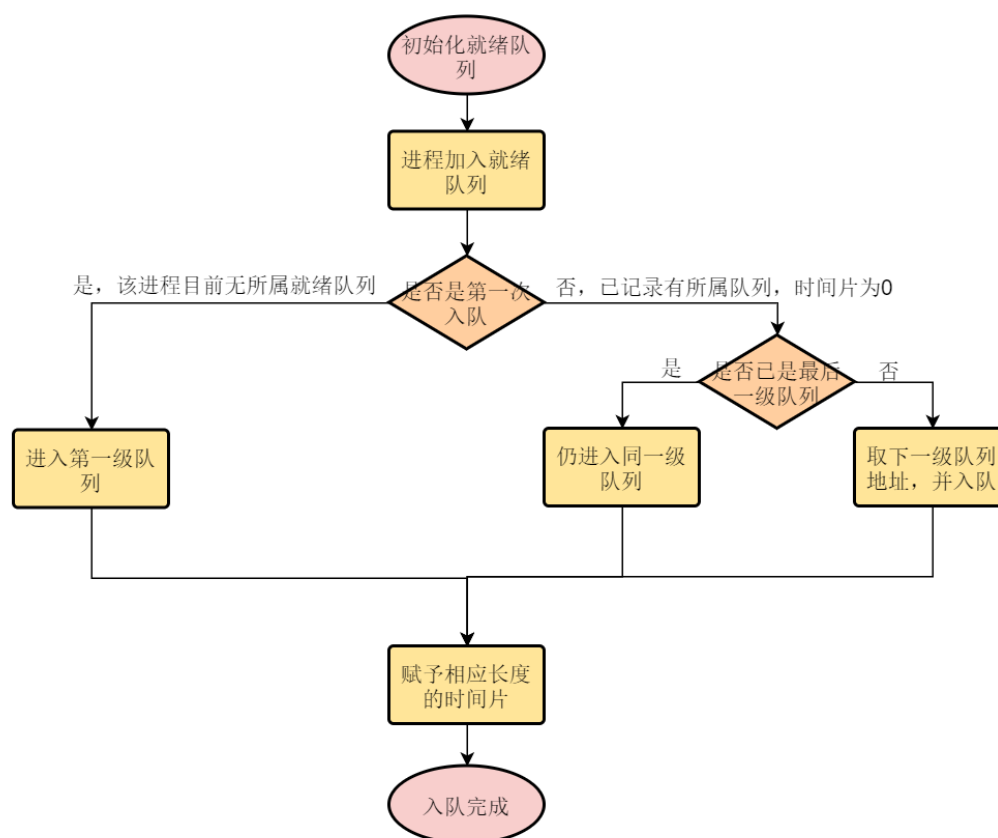 初始化就绪队
列
进程加入就绪
队列
是，该进程目前无所属就绪队列
是否是第一次
入队
否，已记录有所属队列，时间片为0
是
是否已是最后
一级队列
否
进入第一级队
列
仍进入同一级
队列
取下一级队列
地址，并入队
赋予相应长度
的时间片
入队完成